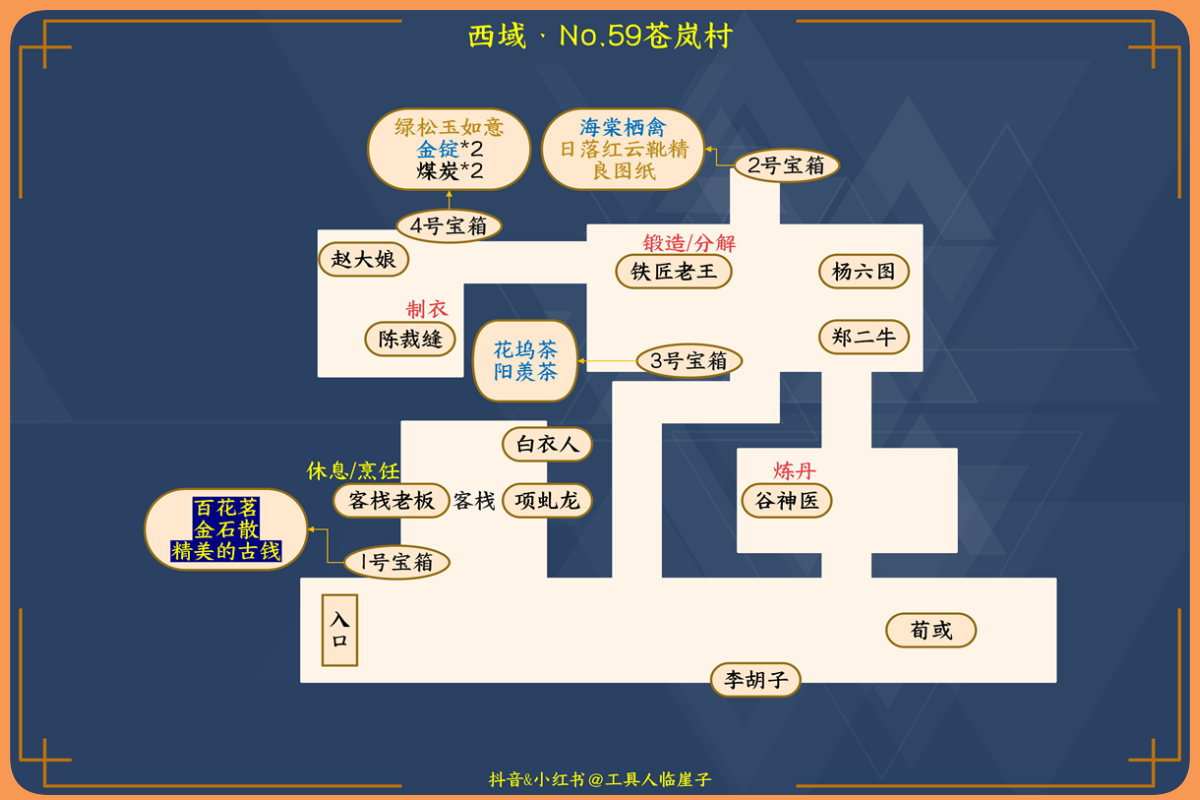 西域 · No.59苍岚村
绿松玉如意
金锭*2
煤炭*2
海棠栖禽
日落红云靴精
良图纸
2号宝箱
4号宝箱
赵大娘
锻造/分解
铁匠老王
杨六图
制衣
陈裁缝
郑二牛
花坞茶
阳羡茶
3号宝箱
白衣人
休息/烹饪
客栈老板
客栈
项虬龙
炼丹
谷神医
百花茗
金石散
精美的古钱
1号宝箱
入
口
荀或
李胡子
抖音&小红书@工具人临崖子